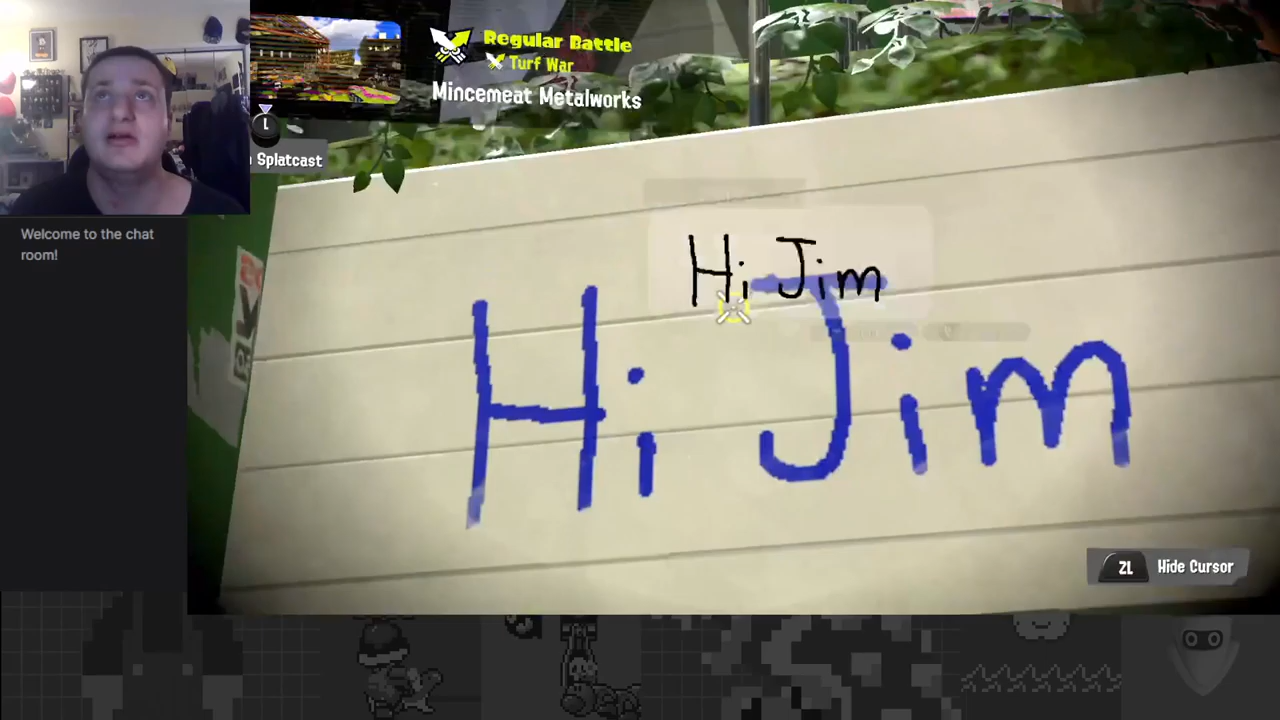 Regular Battle
Turf War
Mincemeat Metalworks
L
Splatcast
Welcome to the chat
room!
Hi Jim
Hi Jim
ZL Hide Cursor